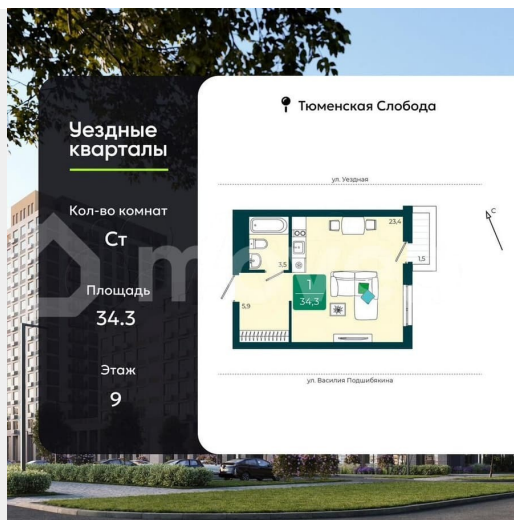 Уездные
кварталы
Кол-во комнат
Ст
Площадь
34.3
Этаж
9
Тюменская Слобода
ул. Уездная
С
23,4
1,5
3,5
1
34,3
5,9
ул. Василия Подшибякина